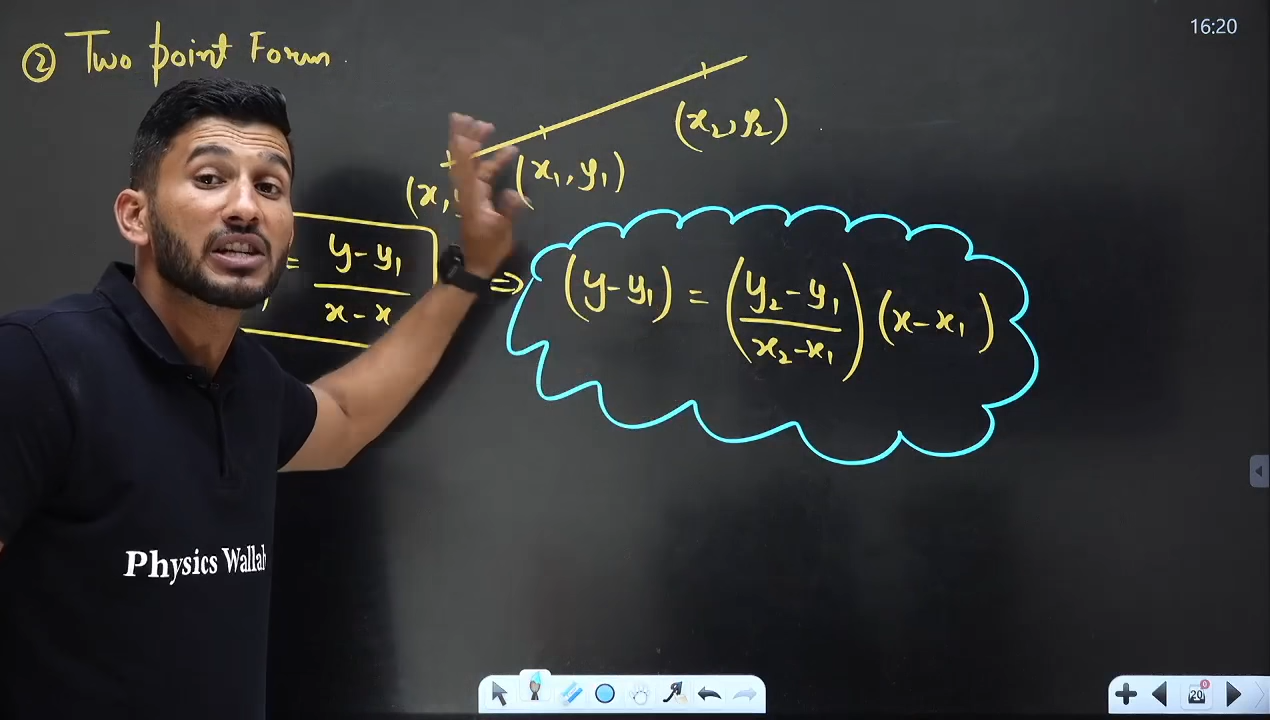 16:20
② Two point Form
(x₂, y₂)
(x₁, y₁)
(x,
= y-y₁ / x-x
⇒ (y-y₁) = (y₂-y₁ / x₂-x₁) (x-x₁)
Physics Wallah
20